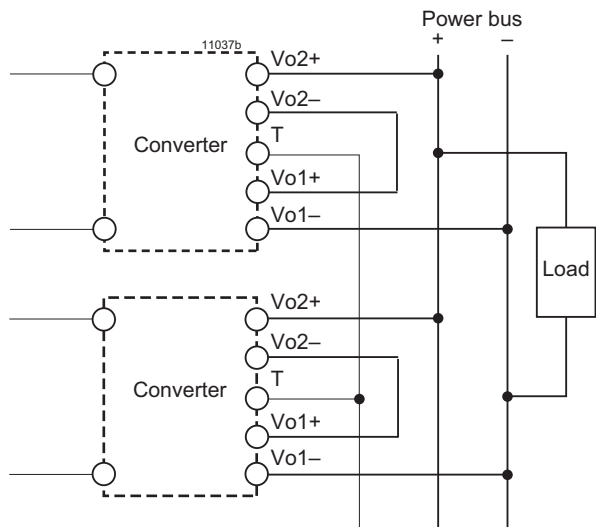 Power bus
+ –
11037b
Vo2+
Vo2–
T
Converter
Vo1+
Vo1–
Load
Vo2+
Vo2–
T
Converter
Vo1+
Vo1–